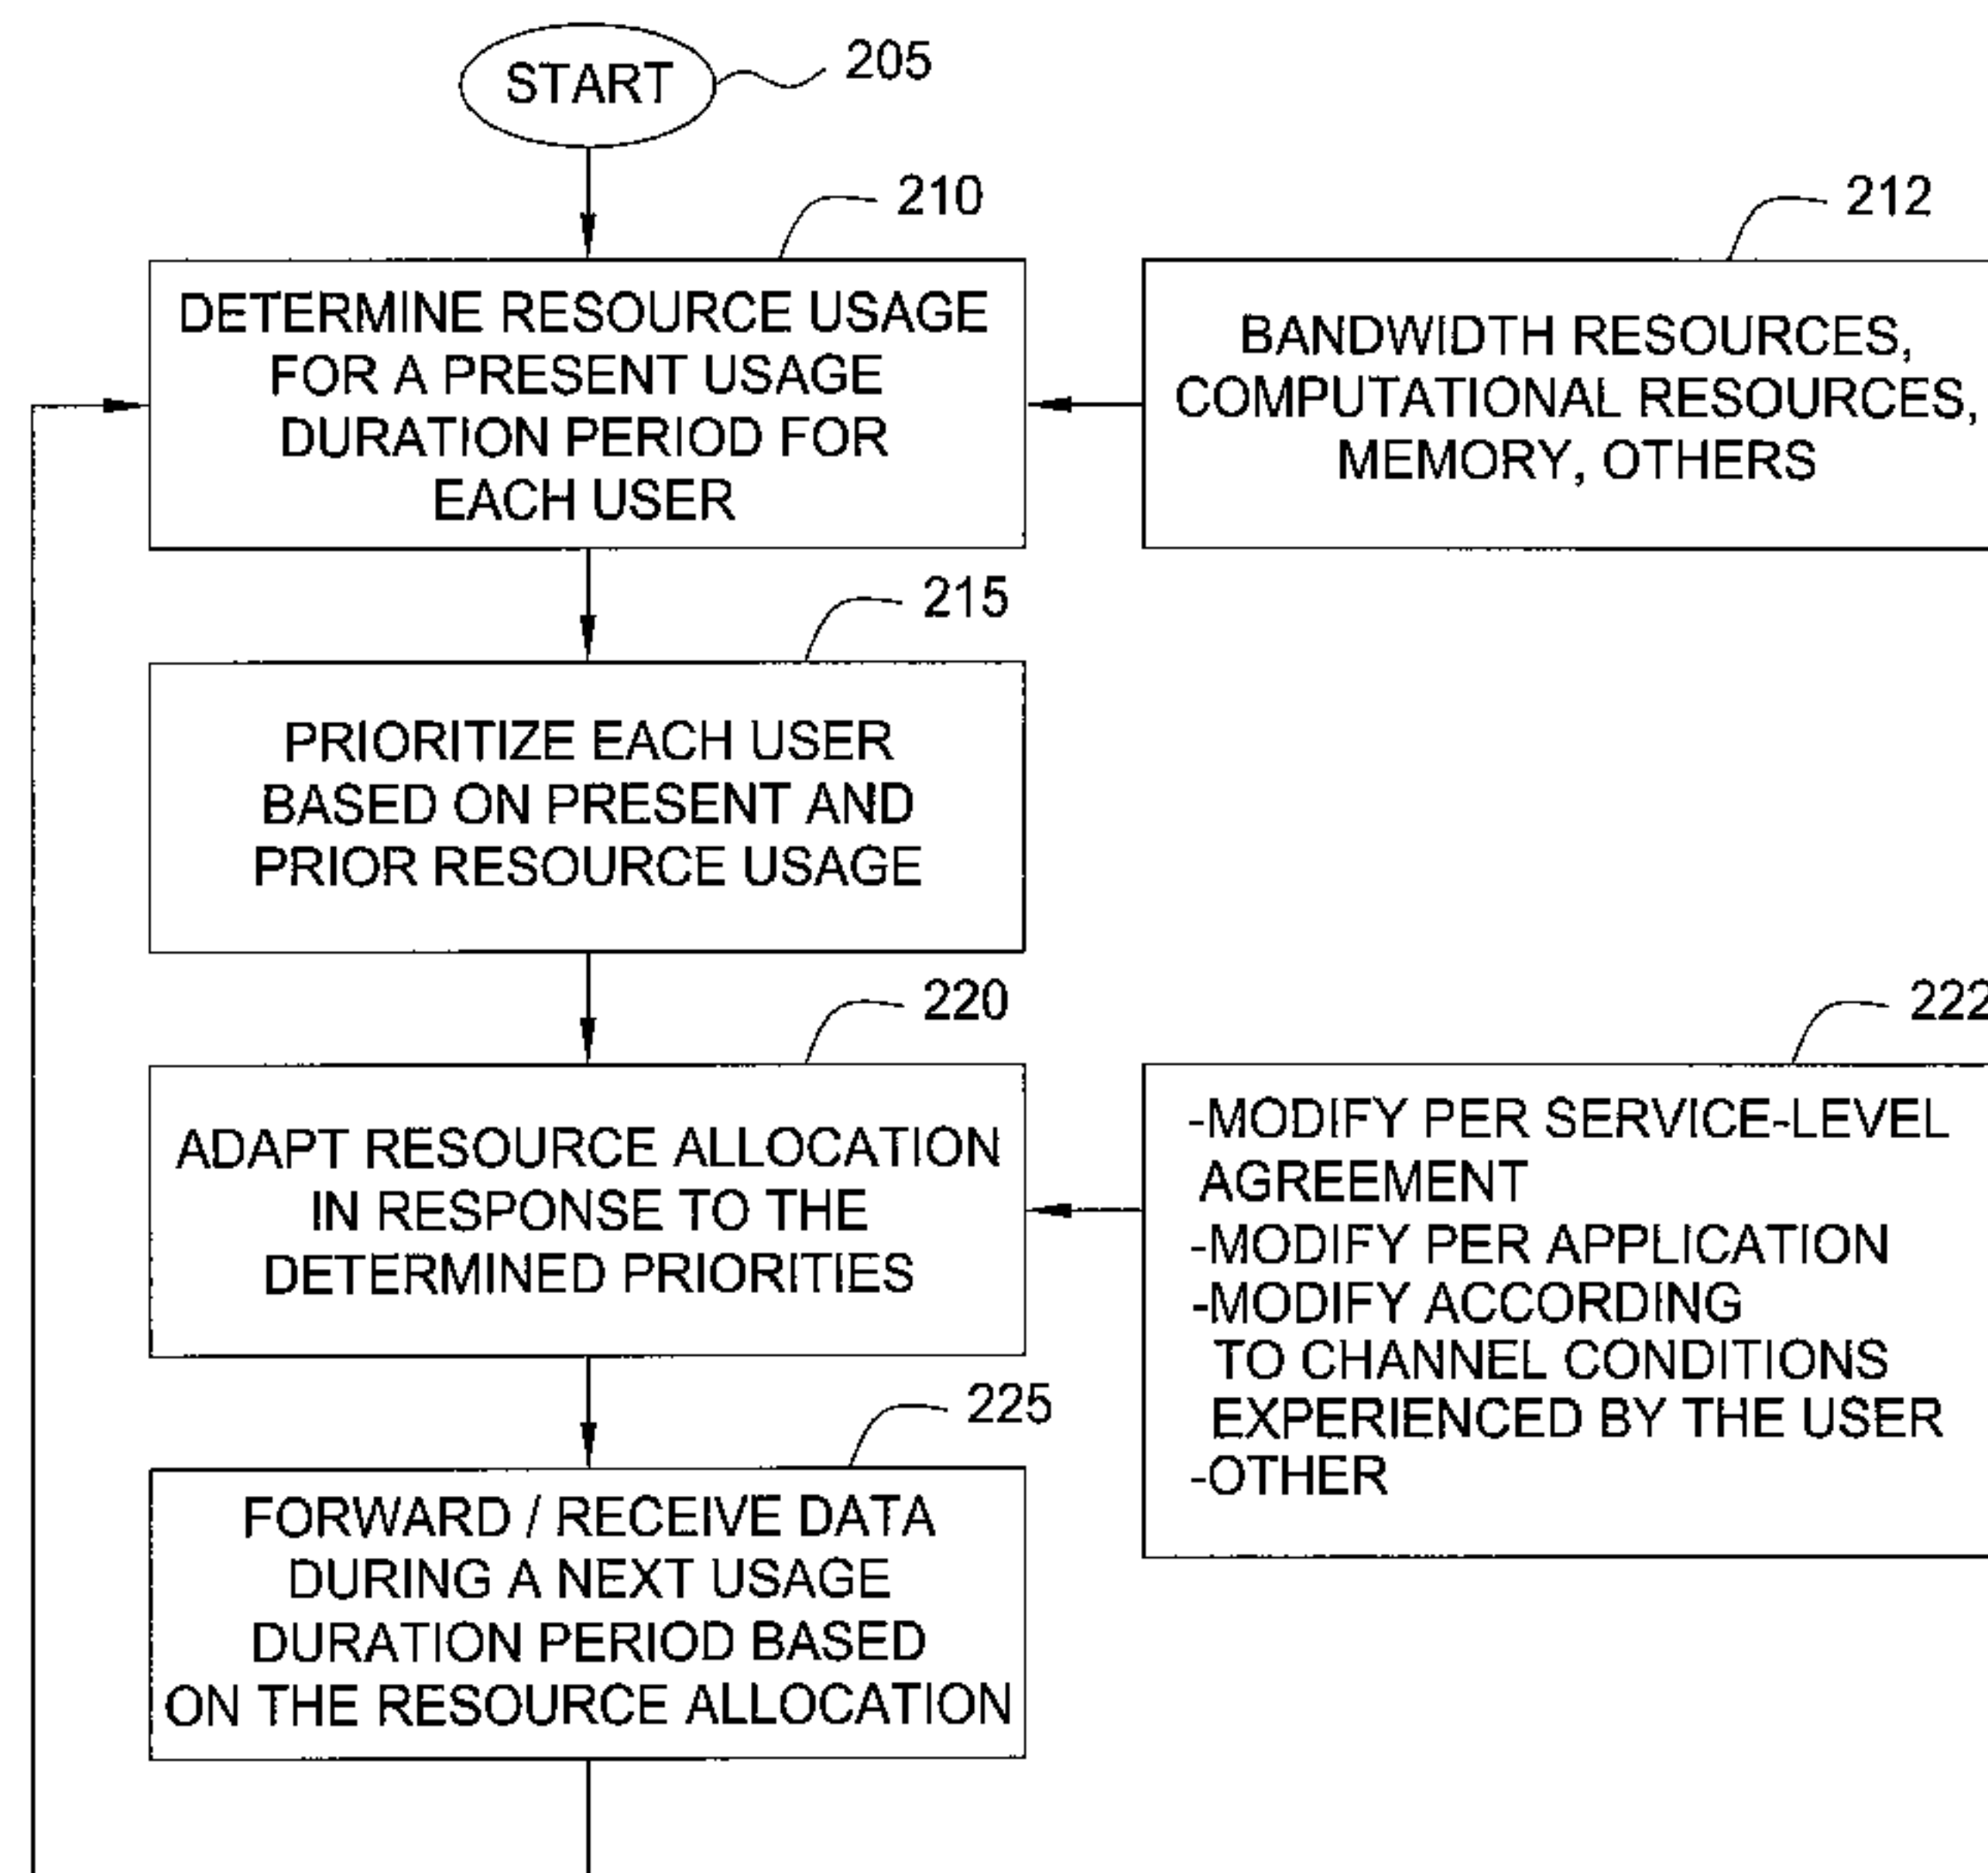 START
205
210
DETERMINE RESOURCE USAGE
FOR A PRESENT USAGE
DURATION PERIOD FOR
EACH USER
212
BANDWIDTH RESOURCES,
COMPUTATIONAL RESOURCES,
MEMORY, OTHERS
215
PRIORITIZE EACH USER
BASED ON PRESENT AND
PRIOR RESOURCE USAGE
220
ADAPT RESOURCE ALLOCATION
IN RESPONSE TO THE
DETERMINED PRIORITIES
222
-MODIFY PER SERVICE-LEVEL
AGREEMENT
-MODIFY PER APPLICATION
-MODIFY ACCORDING
TO CHANNEL CONDITIONS
EXPERIENCED BY THE USER
-OTHER
225
FORWARD / RECEIVE DATA
DURING A NEXT USAGE
DURATION PERIOD BASED
ON THE RESOURCE ALLOCATION